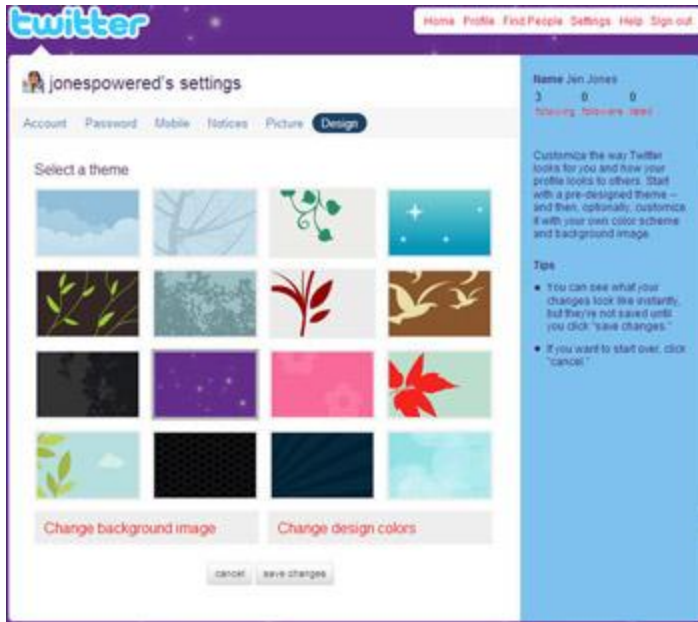 twitter
Home Profile Find People Settings Help Sign out
jonespowered's settings
Account Password Mobile Notices Picture Design
Select a theme
Change background image
Change design colors
cancel
save changes
Name Jen Jones
3 0 0
following followers listed
Customize the way Twitter
looks for you and how your
profile looks to others. Start
with a pre-designed theme --
and then, optionally, customize
it with your own color scheme
and background image.
Tips
You can see what your
changes look like instantly,
but they're not saved until
you click "save changes."
If you want to start over, click
"cancel."